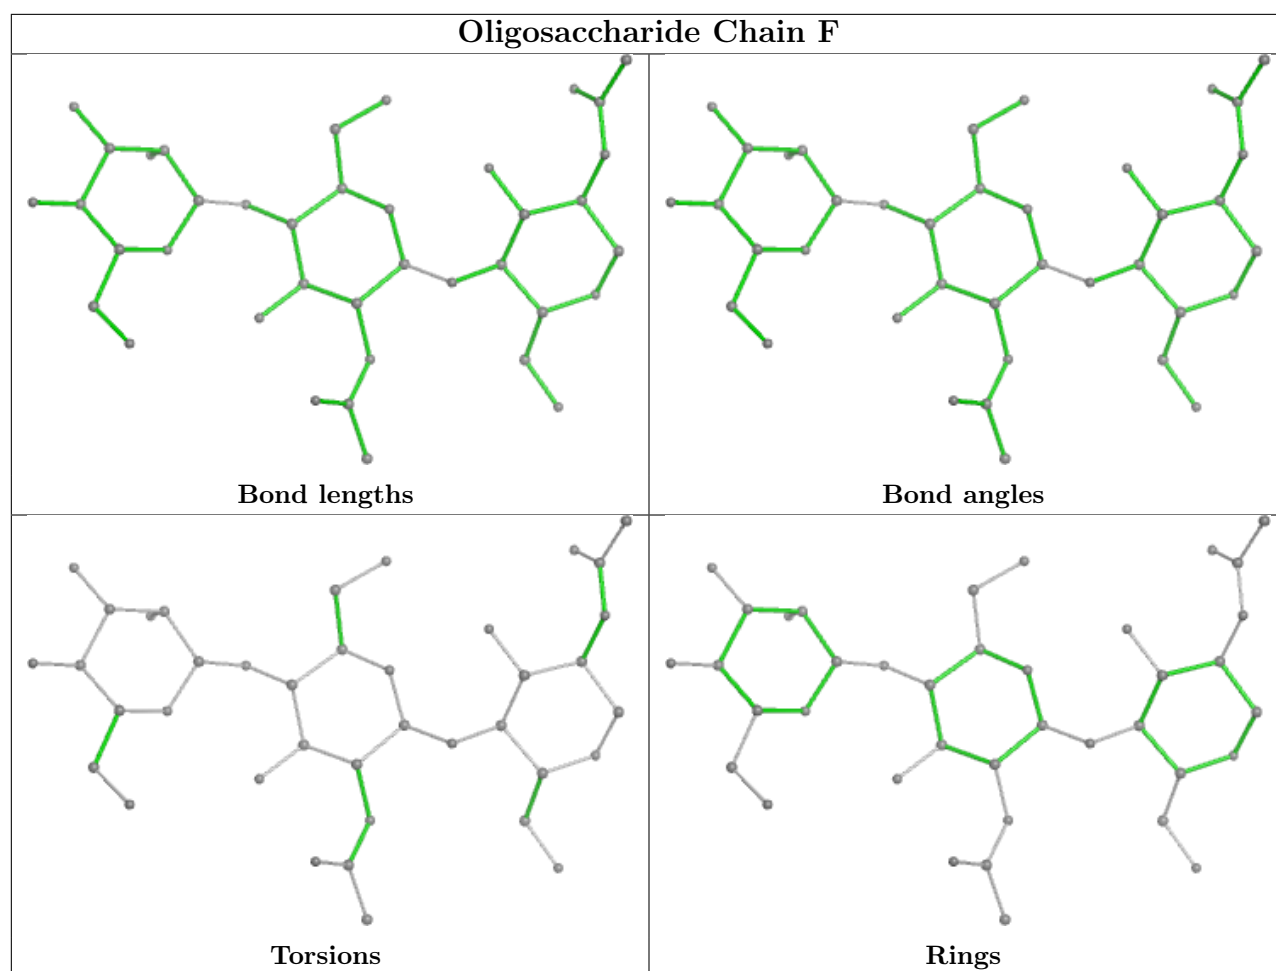 Oligosaccharide Chain F
Bond lengths
Bond angles
Torsions
Rings